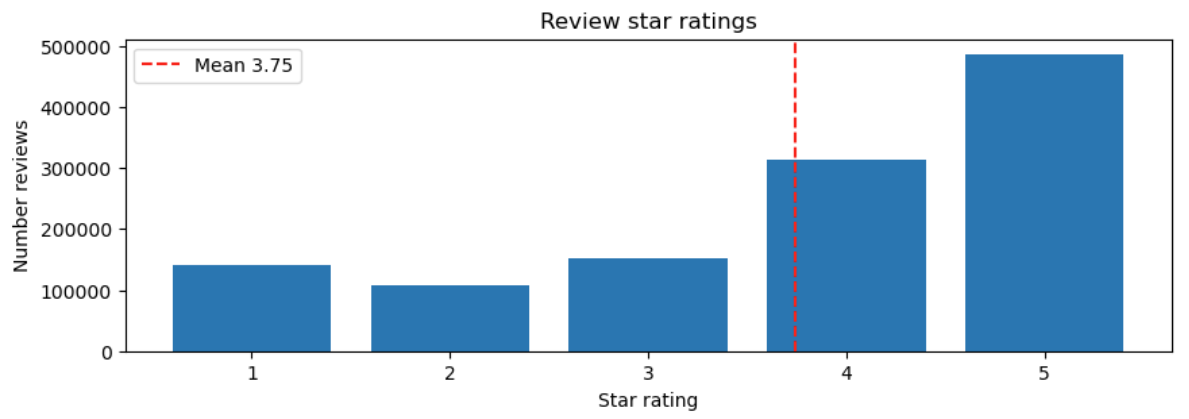 Review star ratings
Mean 3.75
500000
400000
300000
200000
100000
0
Number reviews
1 2 3 4 5
Star rating